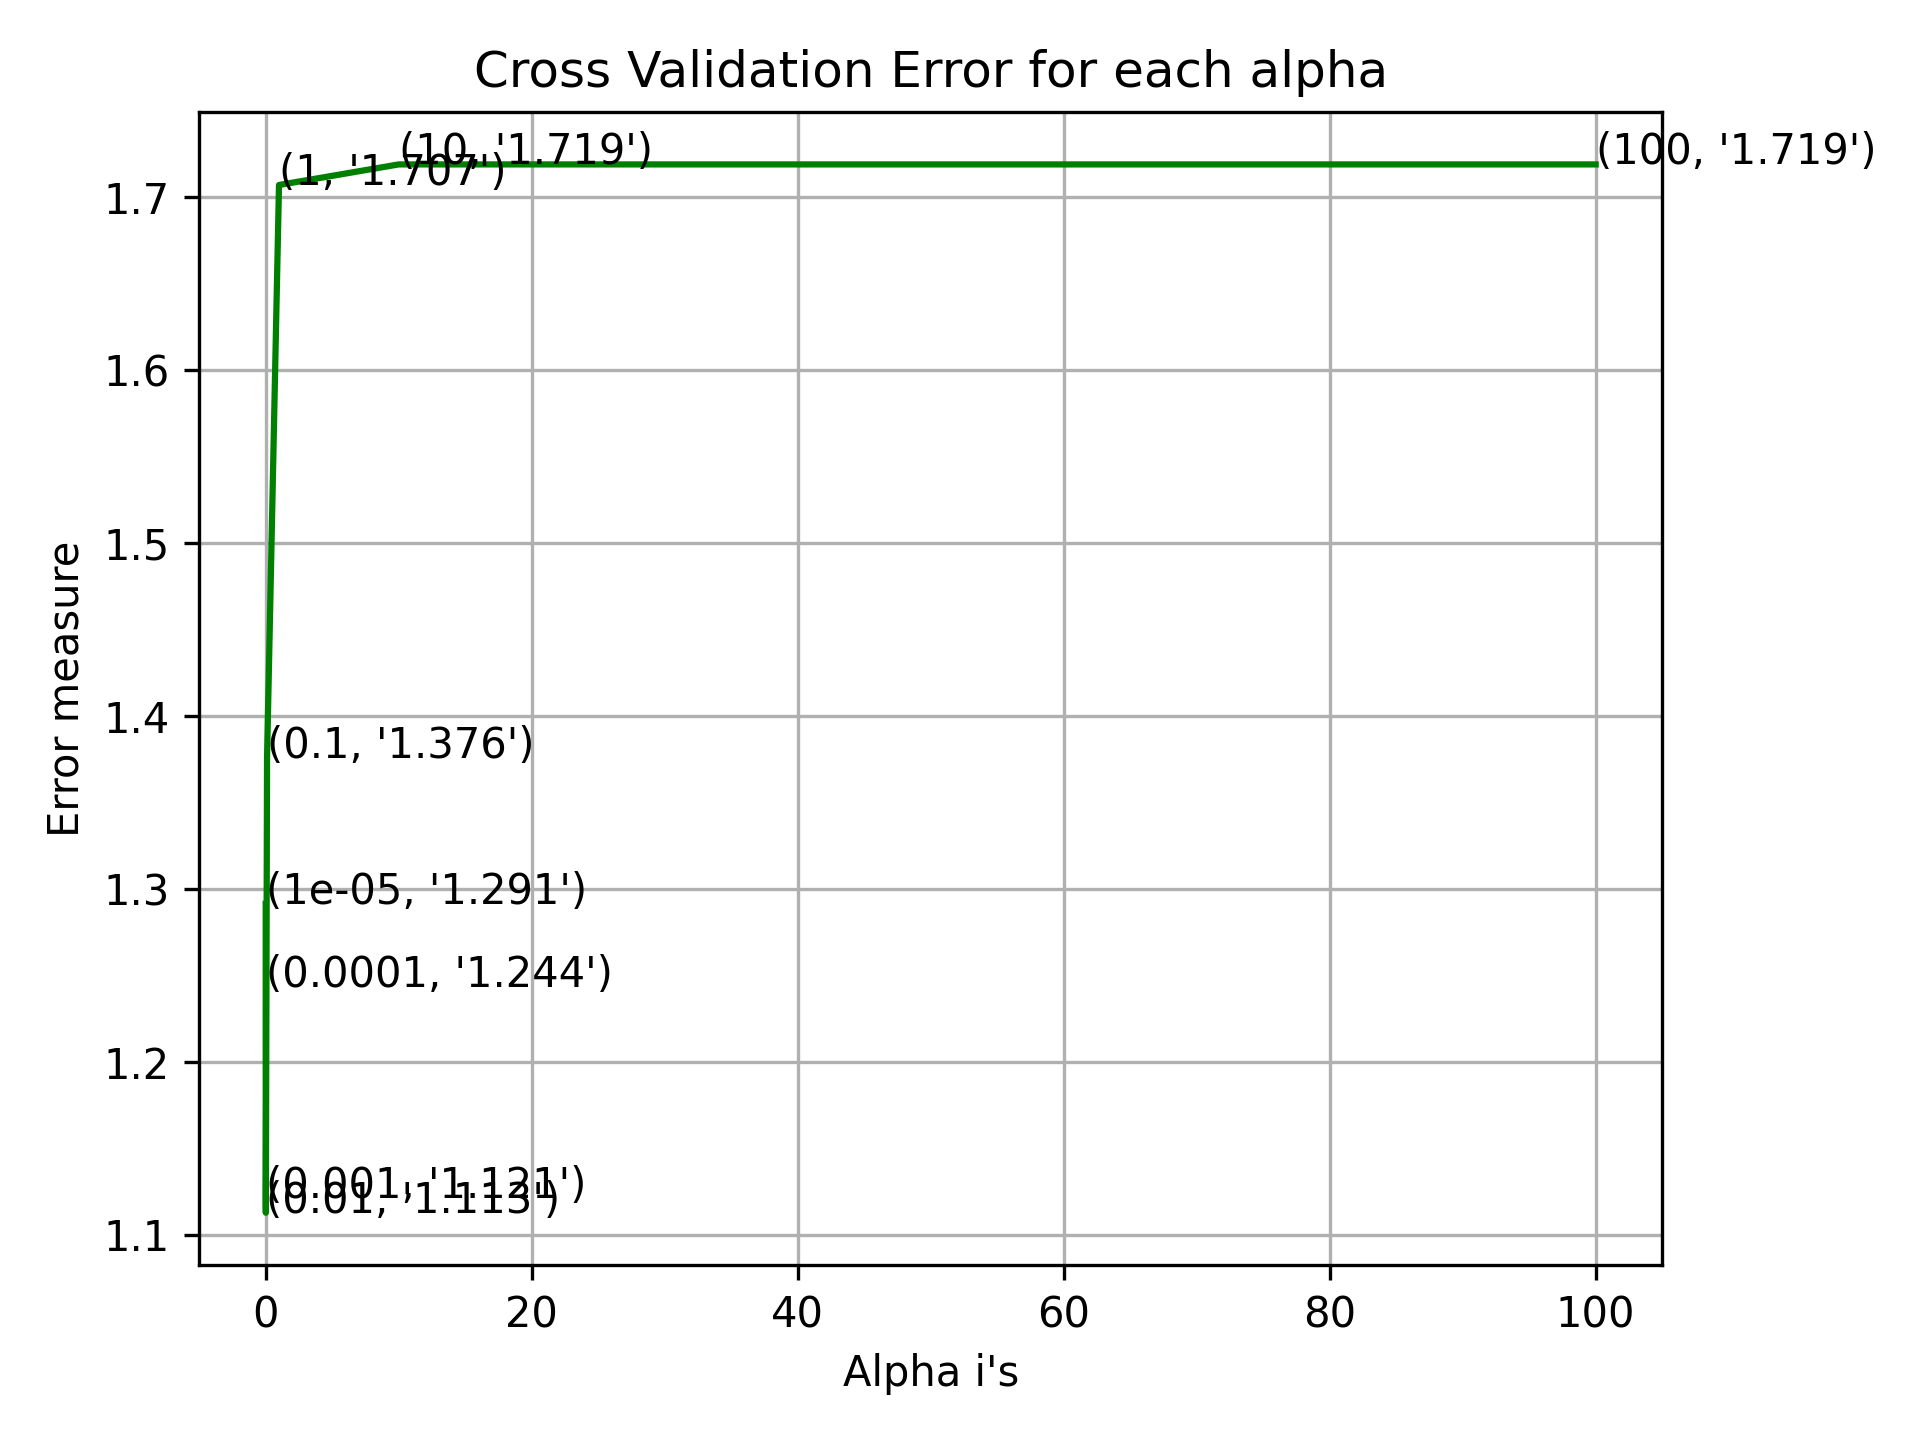 Cross Validation Error for each alpha
(10, '1.719')
(100, '1.719')
(1, '1.707')
1.7
1.6
1.5
1.4
(0.1, '1.376')
1.3
(1e-05, '1.291')
(0.0001, '1.244')
1.2
(0.001, '1.121')
(0.01, '1.113')
1.1
Error measure
0 20 40 60 80 100
Alpha i's